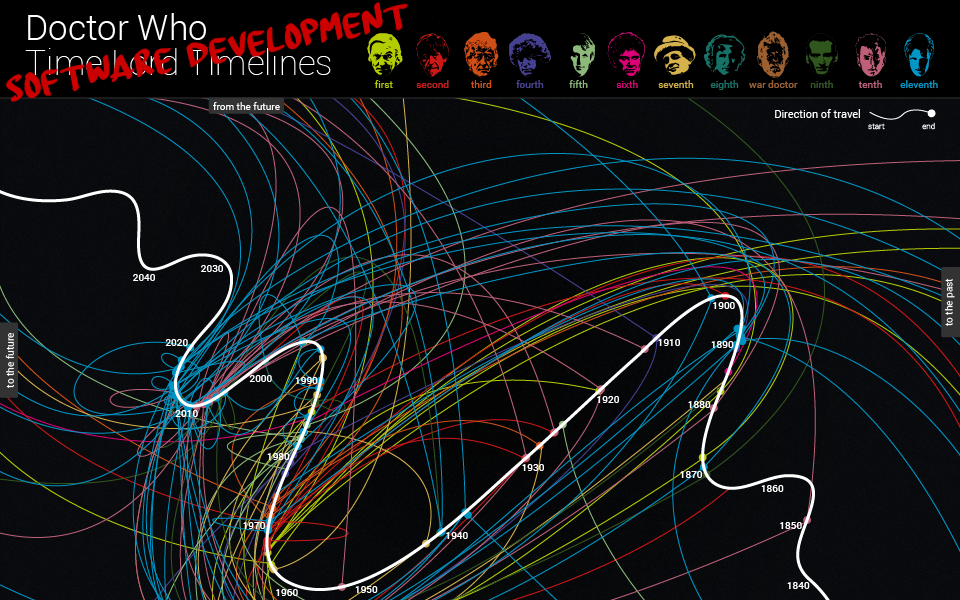 Doctor Who
SOFTWARE DEVELOPMENT
Time Lord Timelines
first
second
third
fourth
fifth
sixth
seventh
eighth
war doctor
ninth
tenth
eleventh
from the future
Direction of travel
start
end
2040
2030
to the past
1900
to the future
2020
1910
1890
2000
1990
1920
1880
2010
1980
1930
1870
1860
1970
1850
1940
1960
1950
1840